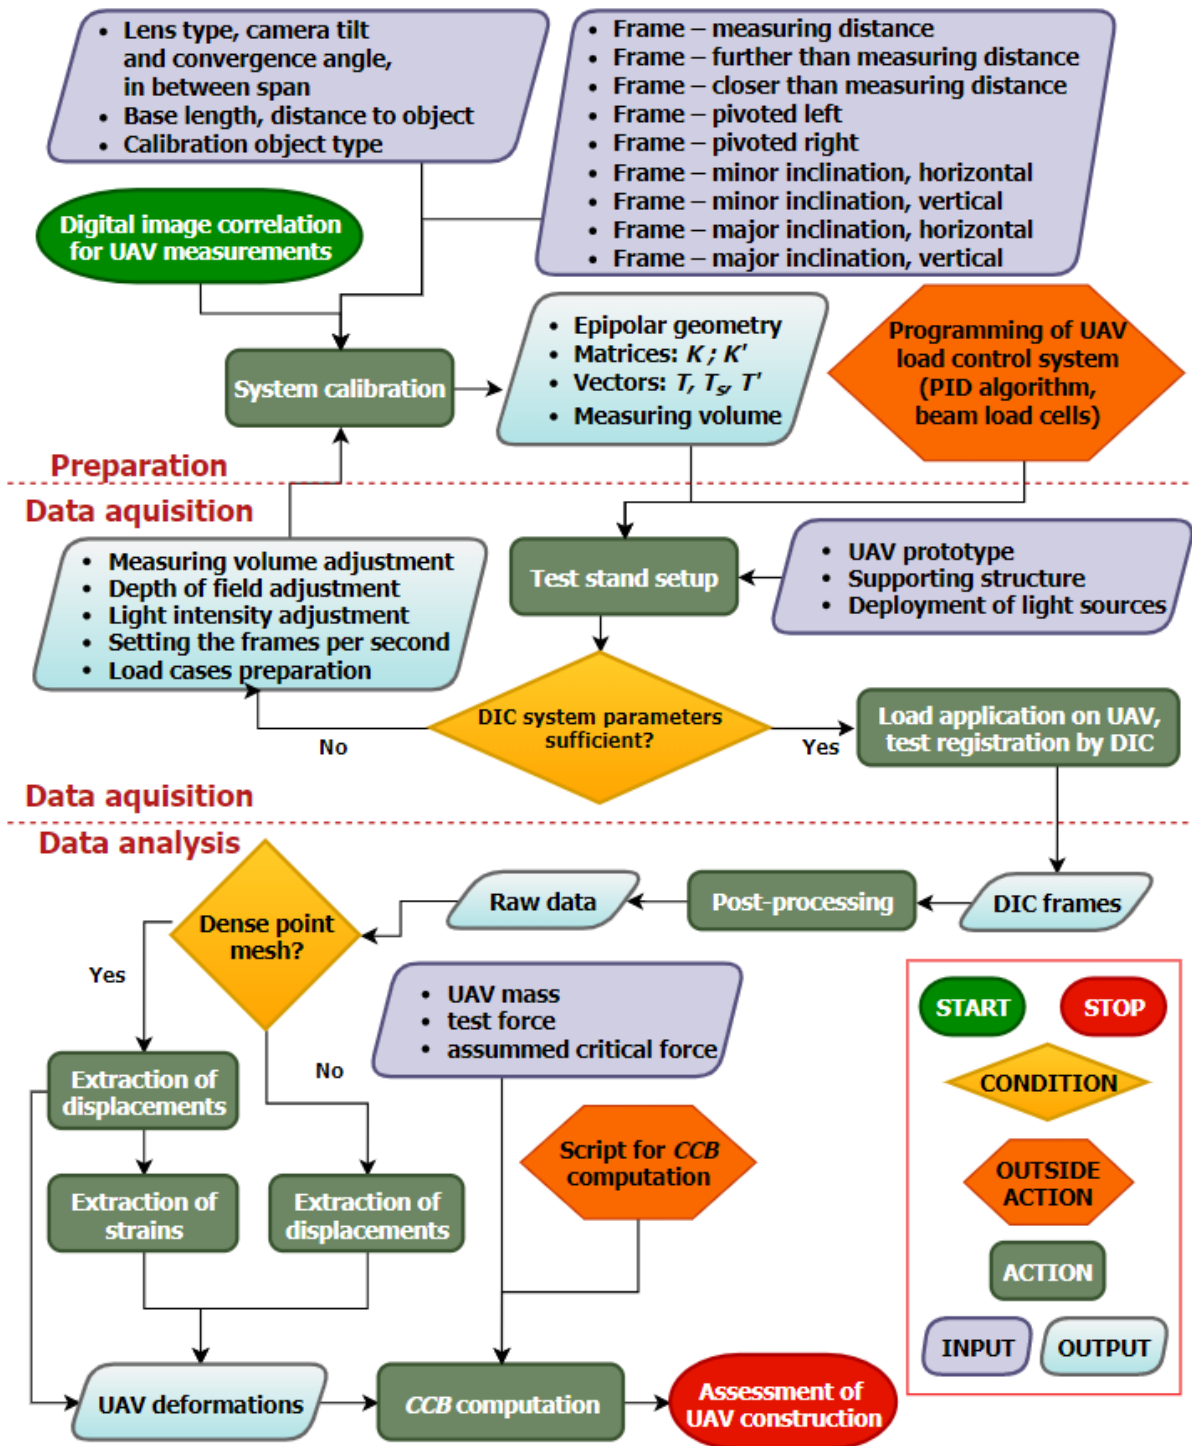 • Lens type, camera tilt
and convergence angle,
in between span
• Base length, distance to object
• Calibration object type
• Frame – measuring distance
• Frame – further than measuring distance
• Frame – closer than measuring distance
• Frame – pivoted left
• Frame – pivoted right
• Frame – minor inclination, horizontal
• Frame – minor inclination, vertical
• Frame – major inclination, horizontal
• Frame – major inclination, vertical
Digital image correlation
for UAV measurements
System calibration
• Epipolar geometry
• Matrices: K ; K'
• Vectors: T, Ts, T'
• Measuring volume
Programming of UAV
load control system
(PID algorithm,
beam load cells)
Preparation
Data aquisition
• Measuring volume adjustment
• Depth of field adjustment
• Light intensity adjustment
• Setting the frames per second
• Load cases preparation
Test stand setup
• UAV prototype
• Supporting structure
• Deployment of light sources
DIC system parameters
sufficient?
No
Yes
Load application on UAV,
test registration by DIC
Data aquisition
Data analysis
DIC frames
Post-processing
Raw data
Dense point
mesh?
Yes
No
• UAV mass
• test force
• assummed critical force
Extraction of
displacements
Extraction of
strains
Extraction of
displacements
Script for CCB
computation
UAV deformations
CCB computation
Assessment of
UAV construction
START
STOP
CONDITION
OUTSIDE
ACTION
ACTION
INPUT
OUTPUT